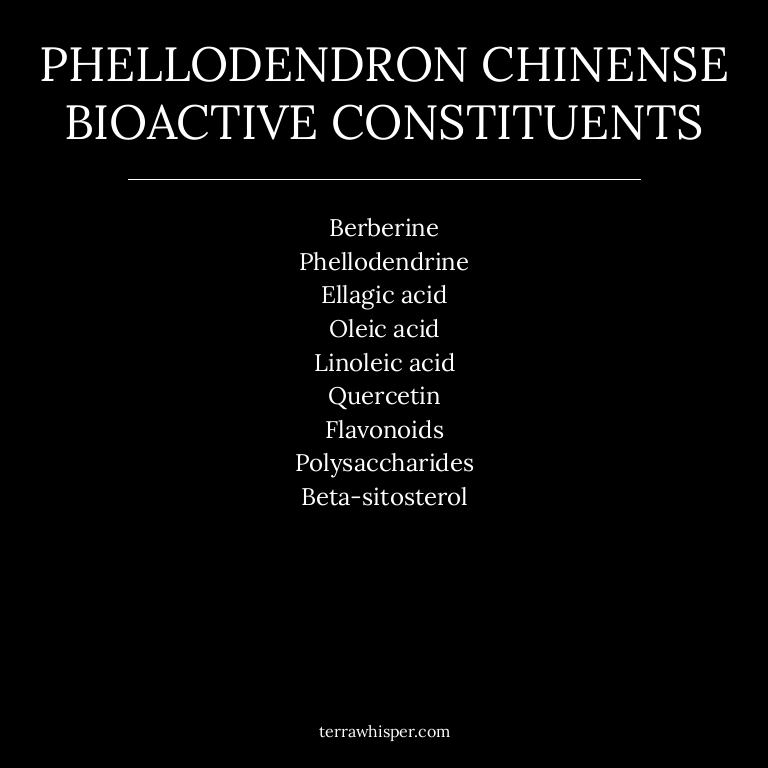 PHELLODENDRON CHINENSE
BIOACTIVE CONSTITUENTS
Berberine
Phellodendrine
Ellagic acid
Oleic acid
Linoleic acid
Quercetin
Flavonoids
Polysaccharides
Beta-sitosterol
terrawhisper.com